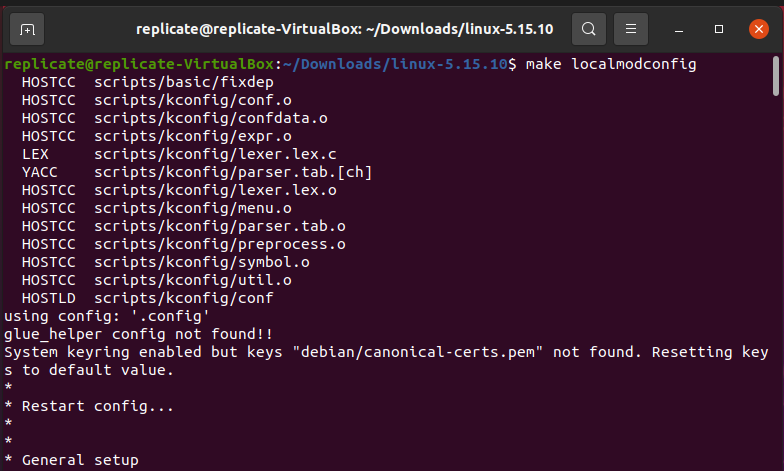 replicate@replicate-VirtualBox: ~/Downloads/linux-5.15.10
replicate@replicate-VirtualBox:~/Downloads/linux-5.15.10$ make localmodconfig
  HOSTCC  scripts/basic/fixdep
  HOSTCC  scripts/kconfig/conf.o
  HOSTCC  scripts/kconfig/confdata.o
  HOSTCC  scripts/kconfig/expr.o
  LEX     scripts/kconfig/lexer.lex.c
  YACC    scripts/kconfig/parser.tab.[ch]
  HOSTCC  scripts/kconfig/lexer.lex.o
  HOSTCC  scripts/kconfig/menu.o
  HOSTCC  scripts/kconfig/parser.tab.o
  HOSTCC  scripts/kconfig/preprocess.o
  HOSTCC  scripts/kconfig/symbol.o
  HOSTCC  scripts/kconfig/util.o
  HOSTLD  scripts/kconfig/conf
using config: '.config'
glue_helper config not found!!
System keyring enabled but keys "debian/canonical-certs.pem" not found. Resetting key
s to default value.
*
* Restart config...
*
*
* General setup